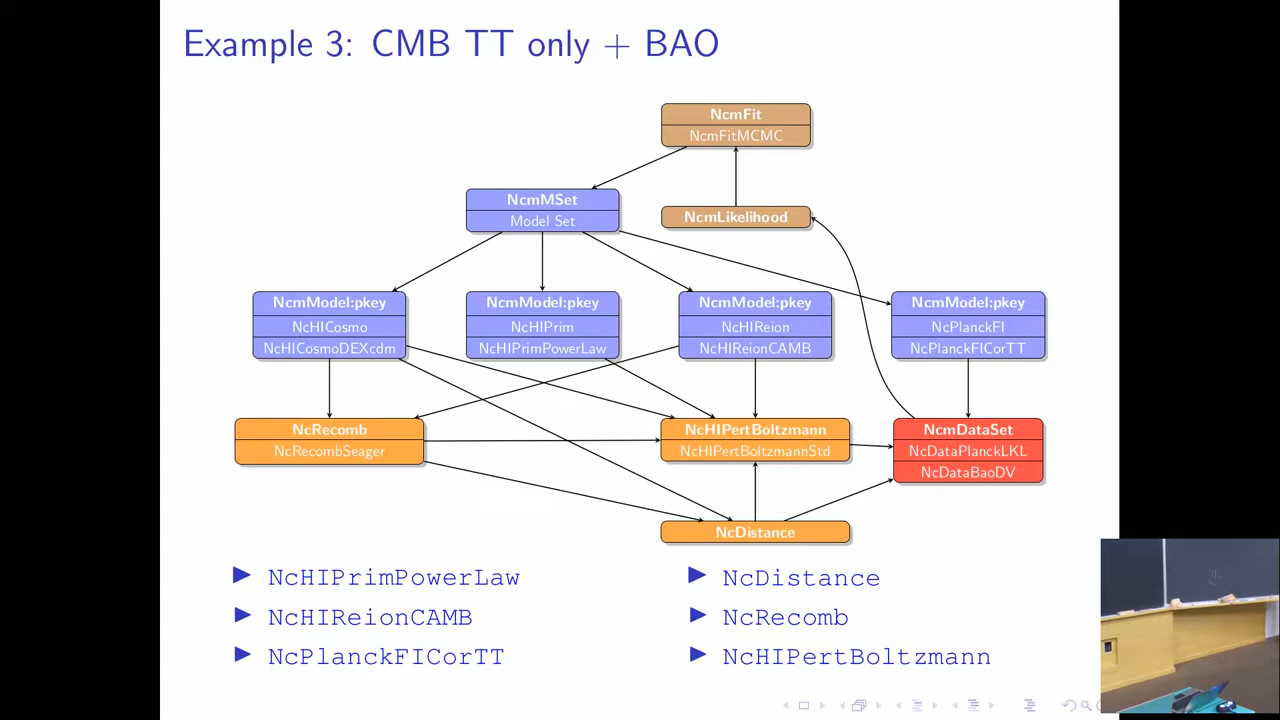 Example 3: CMB TT only + BAO
NcmFit
NcmFitMCMC
NcmMSet
Model Set
NcmLikelihood
NcmModel:pkey
NcHICosmo
NcHICosmoDEXcdm
NcmModel:pkey
NcHIPrim
NcHIPrimPowerLaw
NcmModel:pkey
NcHIReion
NcHIReionCAMB
NcmModel:pkey
NcPlanckFI
NcPlanckFICorTT
NcRecomb
NcRecombSeager
NcHIPertBoltzmann
NcHIPertBoltzmannStd
NcmDataSet
NcDataPlanckLKL
NcDataBaoDV
NcDistance
NcHIPrimPowerLaw
NcHIReionCAMB
NcPlanckFICorTT
NcDistance
NcRecomb
NcHIPertBoltzmann